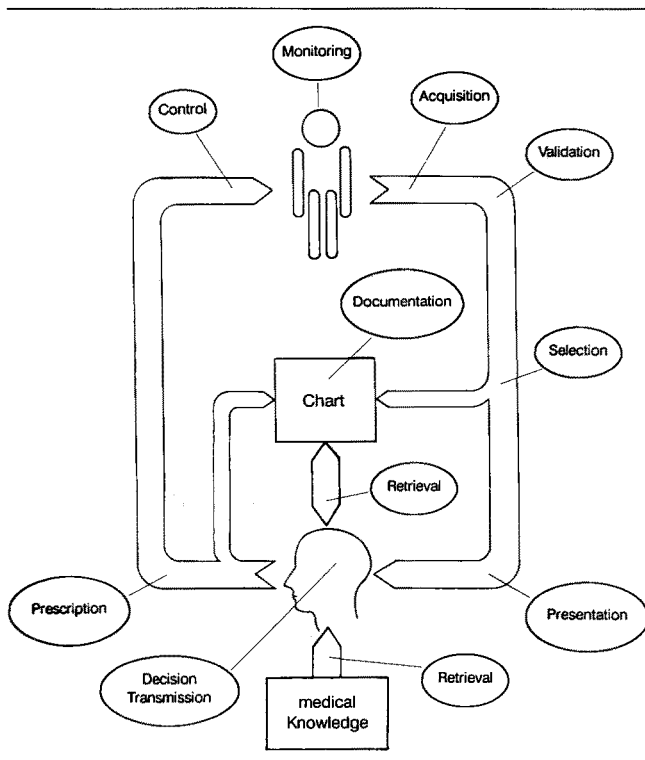 Monitoring
Control
Acquisition
Validation
Documentation
Selection
Chart
Retrieval
Prescription
Presentation
Decision
Transmission
Retrieval
medical
Knowledge